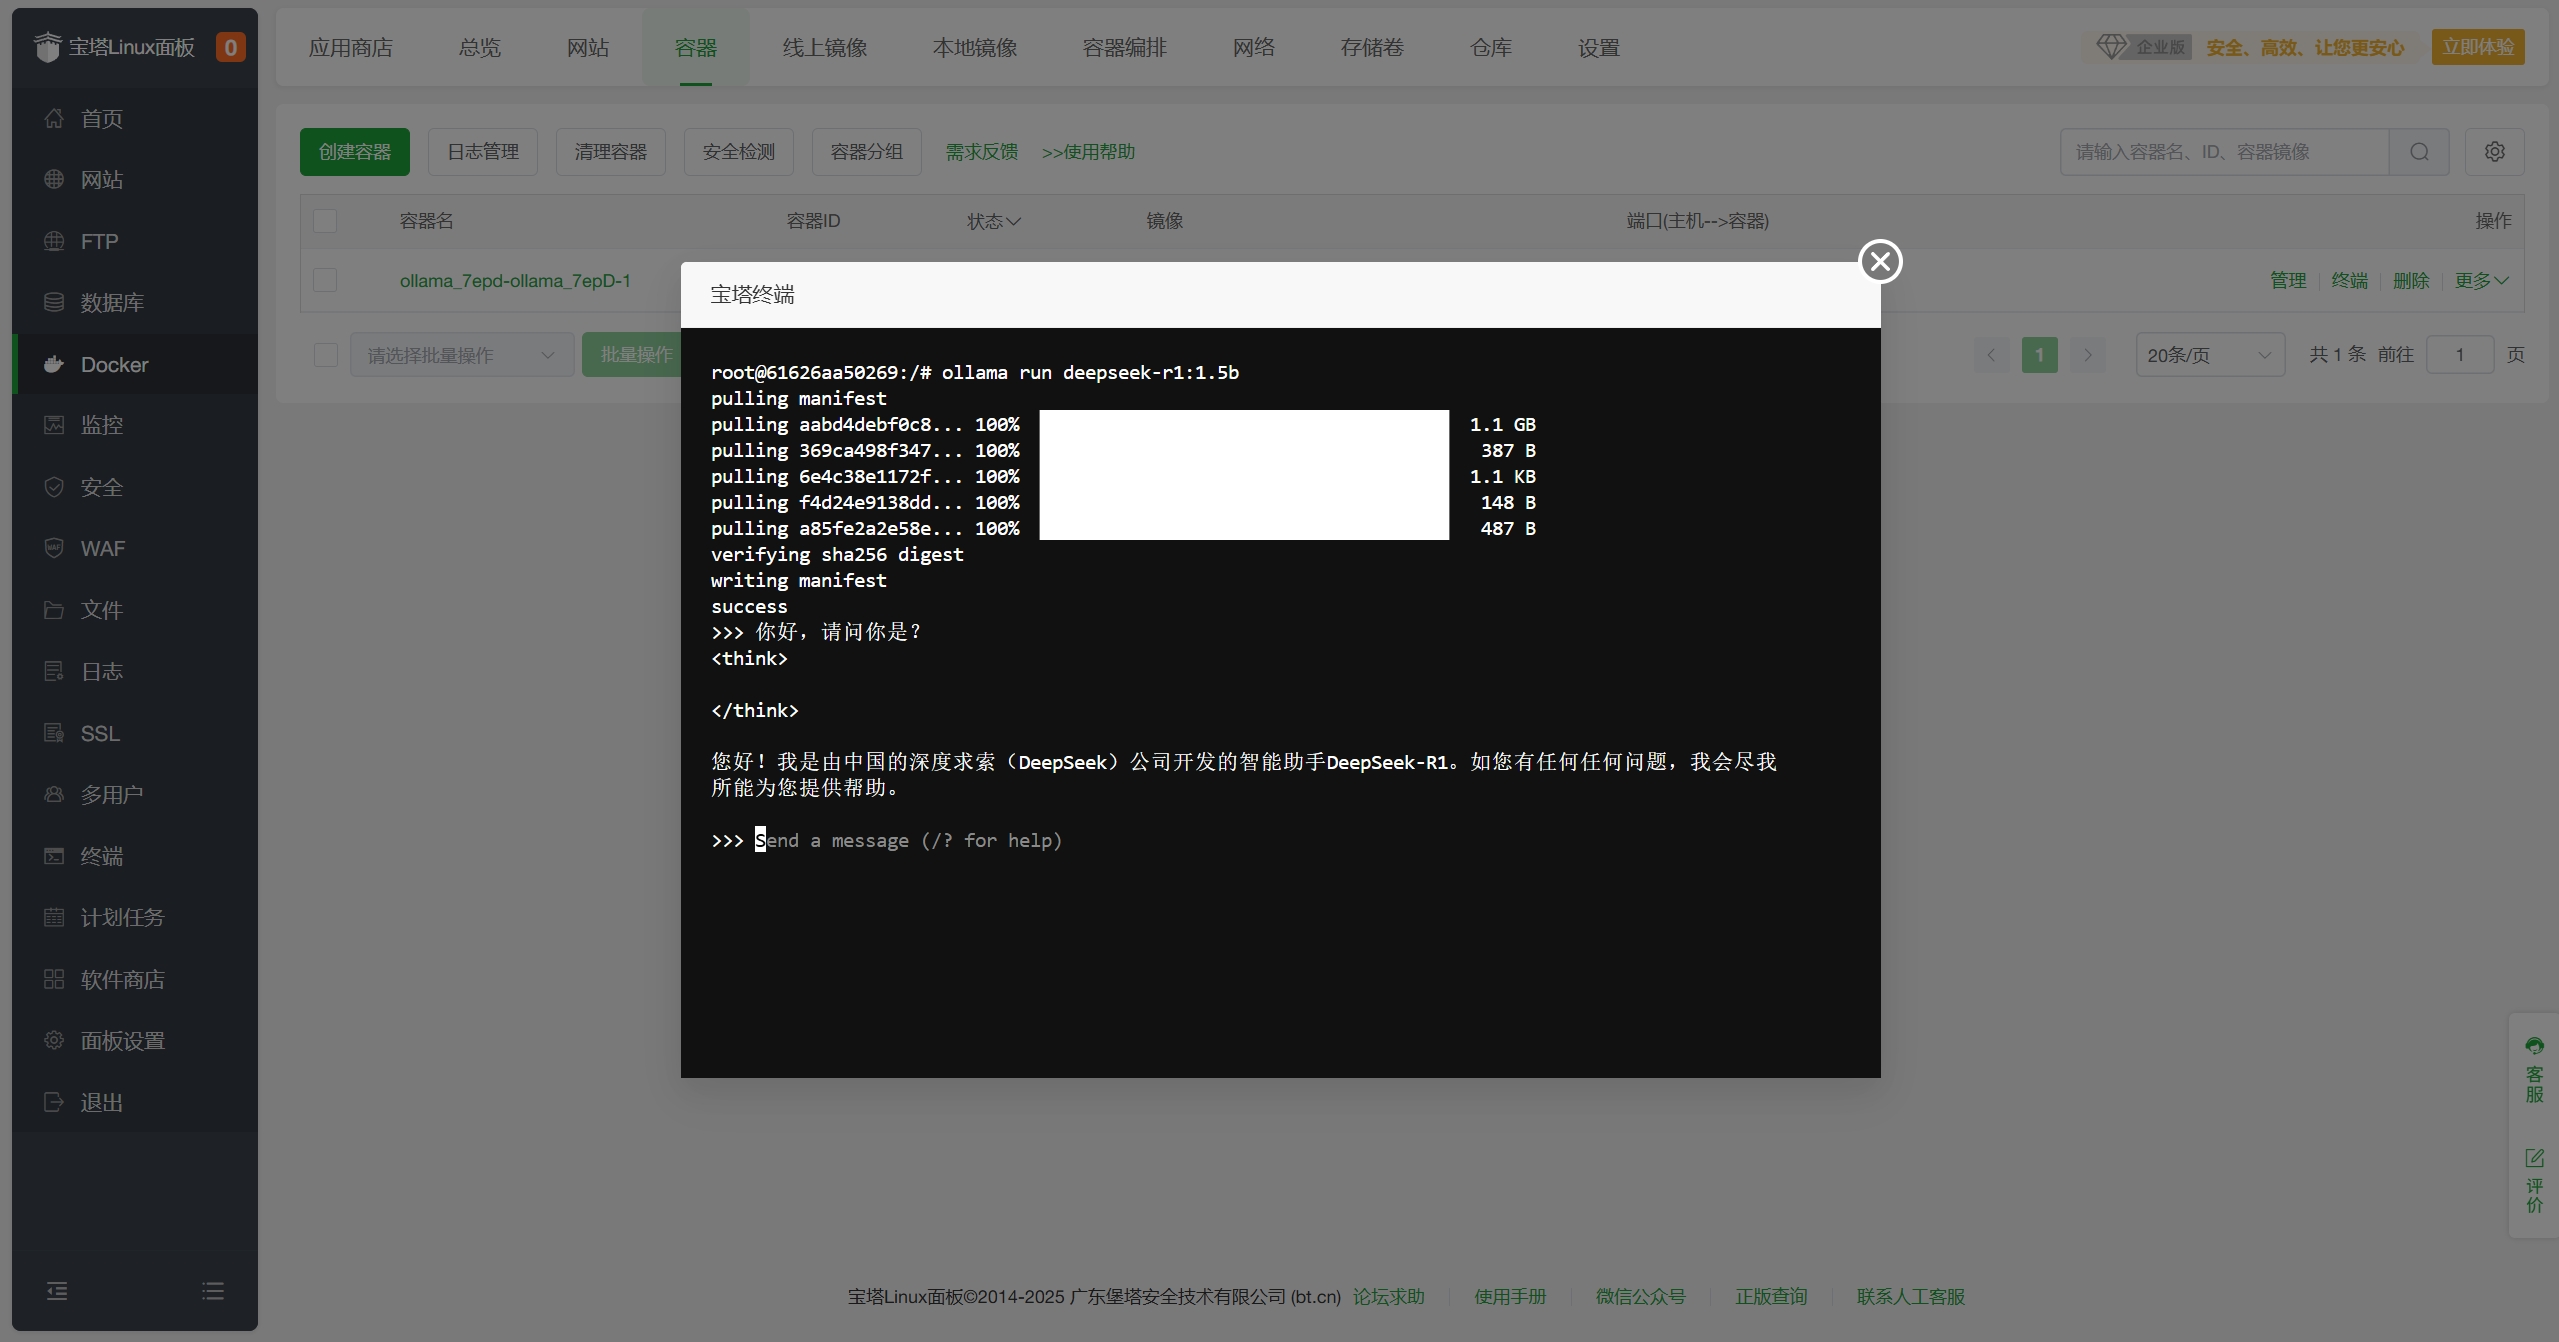 宝塔Linux面板 0
首页
网站
FTP
数据库
Docker
监控
安全
WAF
文件
日志
SSL
多用户
终端
计划任务
软件商店
面板设置
退出
应用商店 总览 网站 容器 线上镜像 本地镜像 容器编排 网络 存储卷 仓库 设置
企业版 安全、高效、让您更安心 立即体验
创建容器 日志管理 清理容器 安全检测 容器分组 需求反馈 >>使用帮助
请输入容器名、ID、容器镜像
容器名 容器ID 状态 镜像 端口(主机-->容器) 操作
ollama_7epd-ollama_7epD-1 管理 终端 删除 更多
请选择批量操作 批量操作 1 20条/页 共 1 条 前往 1 页
宝塔终端
root@61626aa50269:/# ollama run deepseek-r1:1.5b
pulling manifest
pulling aabd4debf0c8... 100% 1.1 GB
pulling 369ca498f347... 100% 387 B
pulling 6e4c38e1172f... 100% 1.1 KB
pulling f4d24e9138dd... 100% 148 B
pulling a85fe2a2e58e... 100% 487 B
verifying sha256 digest
writing manifest
success
>>> 你好，请问你是？
<think>
</think>
您好！我是由中国的深度求索（DeepSeek）公司开发的智能助手DeepSeek-R1。如您有任何任何问题，我会尽我
所能为您提供帮助。
>>> Send a message (/? for help)
客服
评价
宝塔Linux面板©2014-2025 广东堡塔安全技术有限公司 (bt.cn) 论坛求助 使用手册 微信公众号 正版查询 联系人工客服